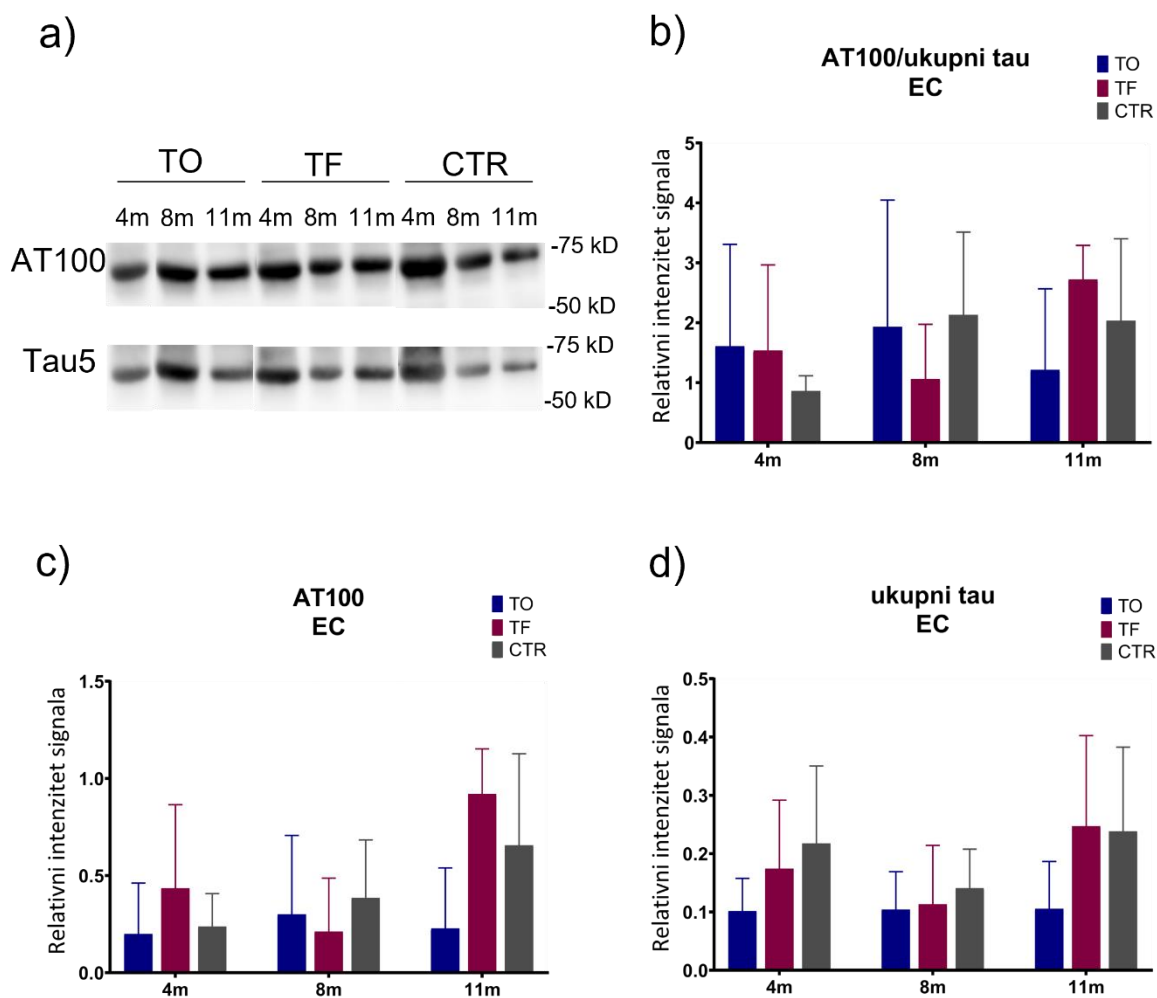 a)
TO TF CTR
4m 8m 11m 4m 8m 11m 4m 8m 11m
AT100
-75 kD
-50 kD
Tau5
-75 kD
-50 kD
b)
AT100/ukupni tau
EC
TO
TF
CTR
Relativni intenzitet signala
5
4
3
2
1
0
4m 8m 11m
c)
AT100
EC
TO
TF
CTR
Relativni intenzitet signala
1.5
1.0
0.5
0.0
4m 8m 11m
d)
ukupni tau
EC
TO
TF
CTR
Relativni intenzitet signala
0.5
0.4
0.3
0.2
0.1
0.0
4m 8m 11m